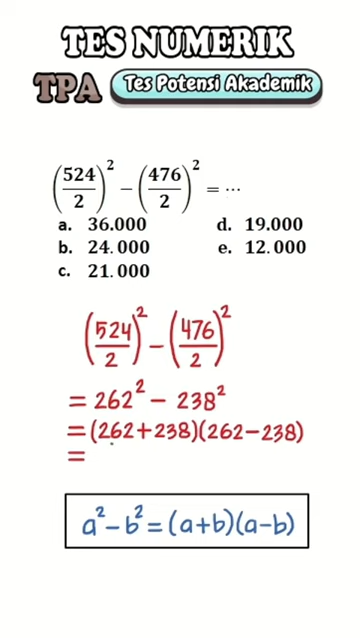 TES NUMERIK
TPA Tes Potensi Akademik
(524/2)² − (476/2)² = ...
a. 36.000 d. 19.000
b. 24.000 e. 12.000
c. 21.000
(524/2)² − (476/2)²
= 262² − 238²
= (262+238)(262−238)
=
a² − b² = (a+b)(a−b)